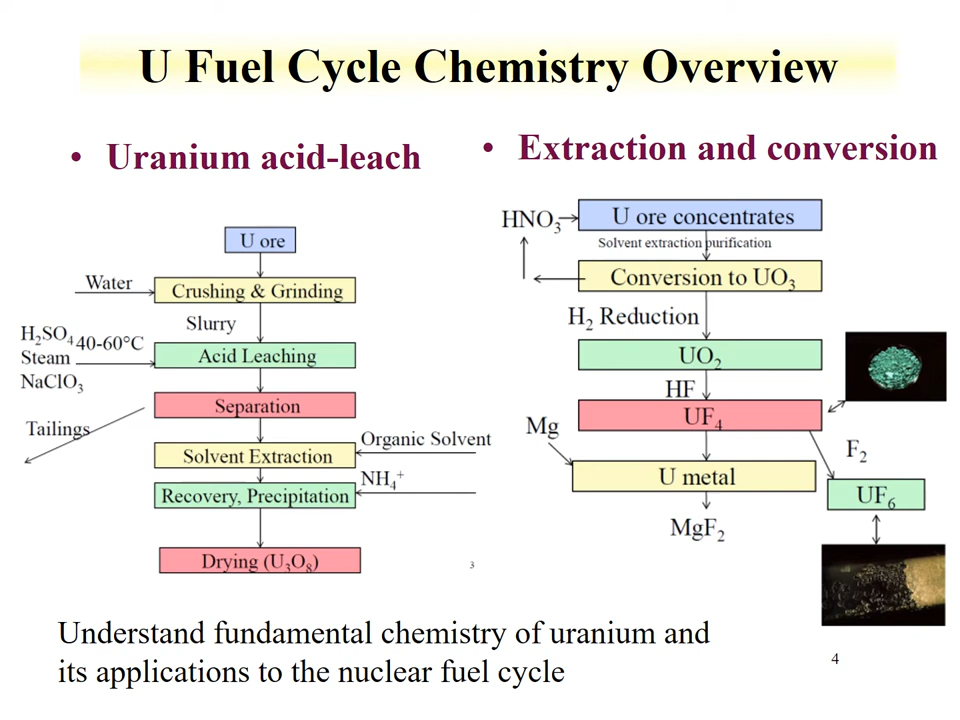 U Fuel Cycle Chemistry Overview
• Uranium acid-leach
U ore
Water
Crushing & Grinding
Slurry
H₂SO₄
40-60°C
Steam
NaClO₃
Acid Leaching
Separation
Tailings
Organic Solvent
Solvent Extraction
NH₄⁺
Recovery, Precipitation
Drying (U₃O₈)
3
• Extraction and conversion
HNO₃
U ore concentrates
Solvent extraction purification
Conversion to UO₃
H₂ Reduction
UO₂
HF
UF₄
Mg
F₂
U metal
UF₆
MgF₂
Understand fundamental chemistry of uranium and
its applications to the nuclear fuel cycle
4